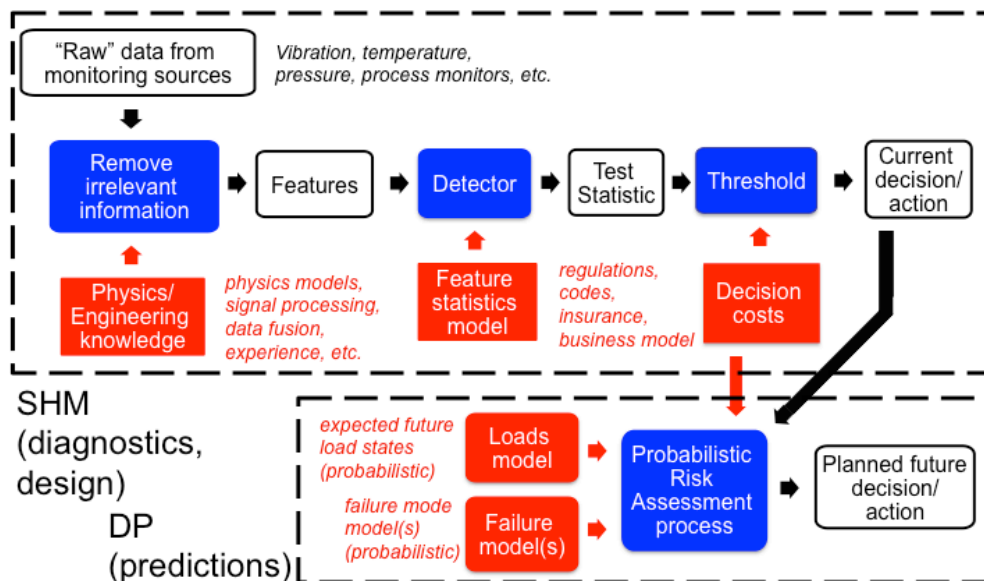 “Raw” data from
monitoring sources
Vibration, temperature,
pressure, process monitors, etc.
Remove
irrelevant
information
Features
Detector
Test
Statistic
Threshold
Current
decision/
action
Physics/
Engineering
knowledge
physics models,
signal processing,
data fusion,
experience, etc.
Feature
statistics
model
regulations,
codes,
insurance,
business model
Decision
costs
SHM
(diagnostics,
design)
DP
(predictions)
expected future
load states
(probabilistic)
Loads
model
failure mode
model(s)
(probabilistic)
Failure
model(s)
Probabilistic
Risk
Assessment
process
Planned future
decision/
action